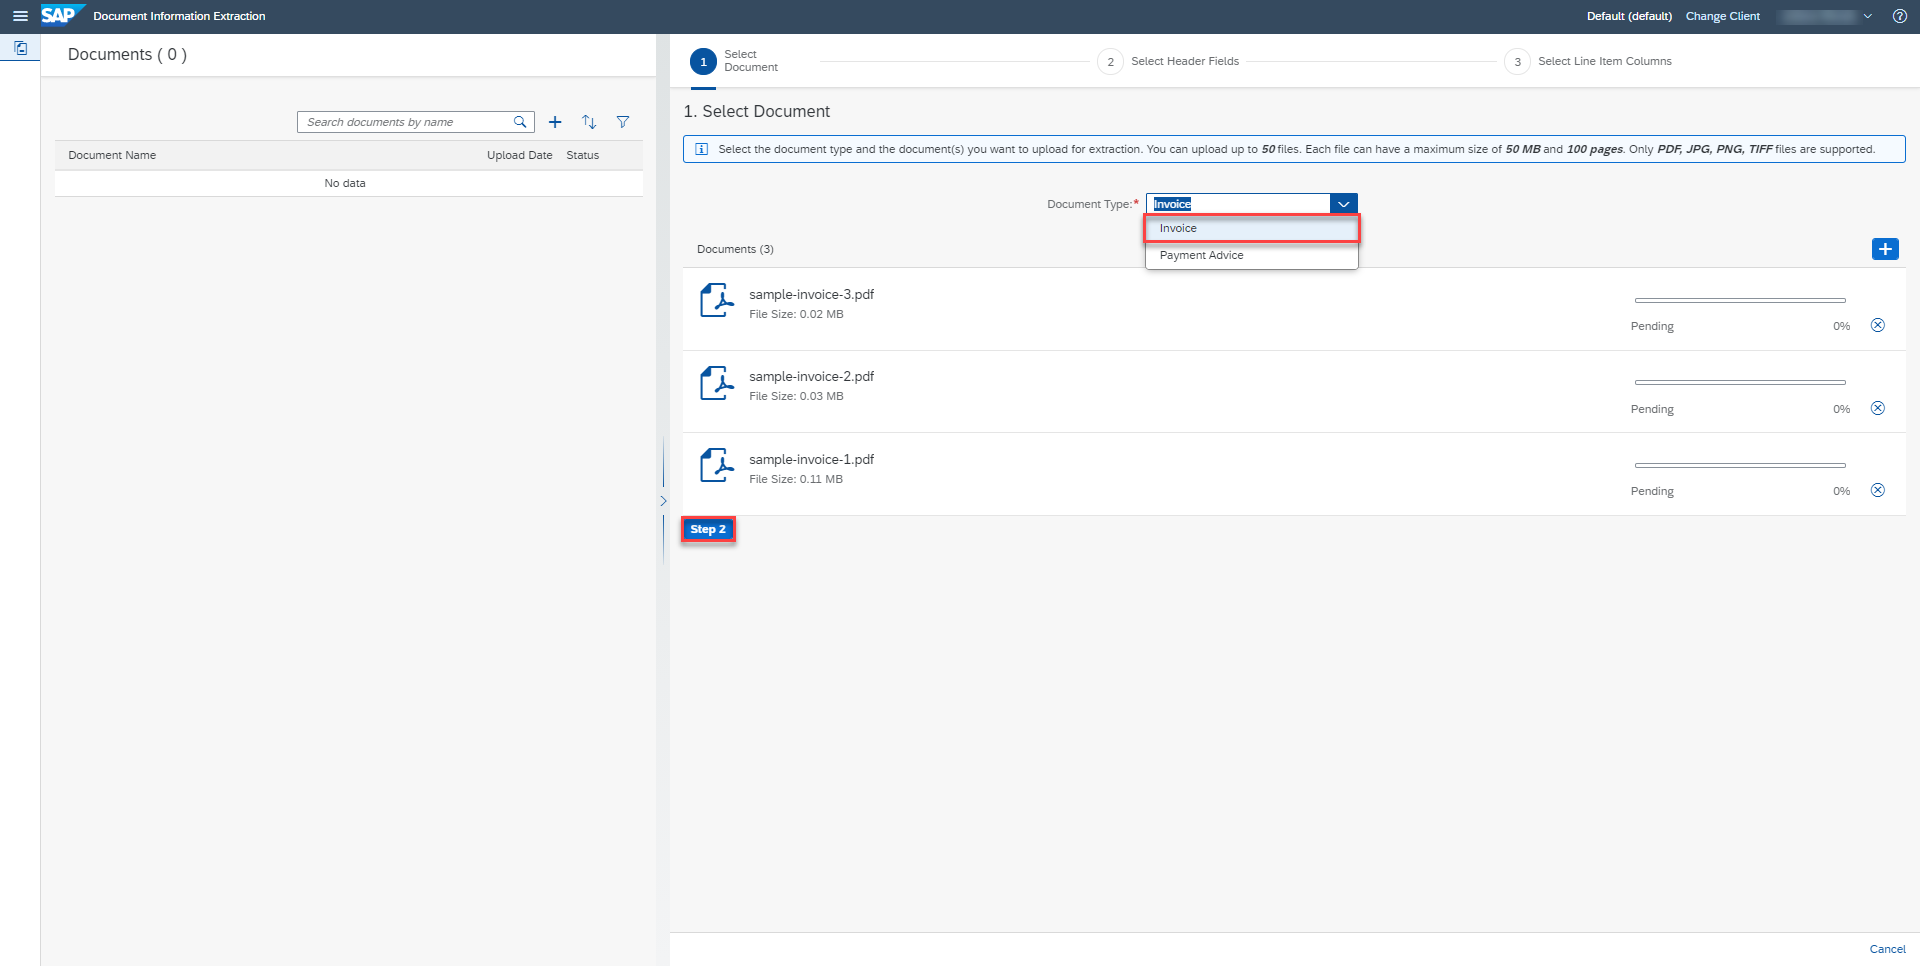 SAP Document Information Extraction
Default (default) Change Client
Documents ( 0 )
Search documents by name
Document Name Upload Date Status
No data
1 Select Document
2 Select Header Fields
3 Select Line Item Columns
1. Select Document
Select the document type and the document(s) you want to upload for extraction. You can upload up to 50 files. Each file can have a maximum size of 50 MB and 100 pages. Only PDF, JPG, PNG, TIFF files are supported.
Document Type:* Invoice
Invoice
Payment Advice
Documents (3)
sample-invoice-3.pdf
File Size: 0.02 MB
Pending 0%
sample-invoice-2.pdf
File Size: 0.03 MB
Pending 0%
sample-invoice-1.pdf
File Size: 0.11 MB
Pending 0%
Step 2
Cancel